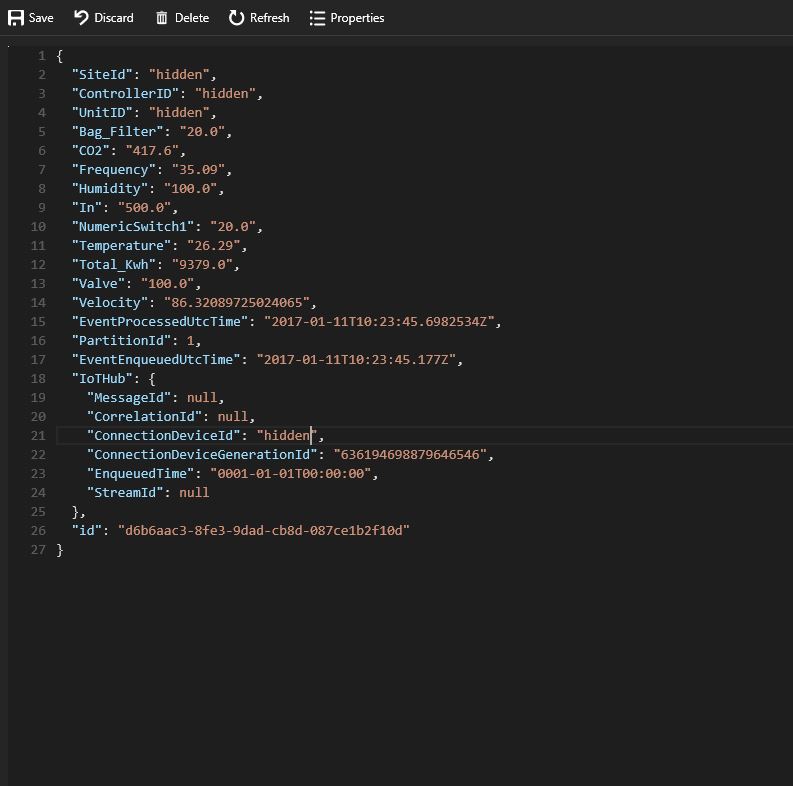 Save Discard Delete Refresh Properties
1 {
2 "SiteId": "hidden",
3 "ControllerID": "hidden",
4 "UnitID": "hidden",
5 "Bag_Filter": "20.0",
6 "CO2": "417.6",
7 "Frequency": "35.09",
8 "Humidity": "100.0",
9 "In": "500.0",
10 "NumericSwitch1": "20.0",
11 "Temperature": "26.29",
12 "Total_Kwh": "9379.0",
13 "Valve": "100.0",
14 "Velocity": "86.32089725024065",
15 "EventProcessedUtcTime": "2017-01-11T10:23:45.6982534Z",
16 "PartitionId": 1,
17 "EventEnqueuedUtcTime": "2017-01-11T10:23:45.177Z",
18 "IoTHub": {
19 "MessageId": null,
20 "CorrelationId": null,
21 "ConnectionDeviceId": "hidden",
22 "ConnectionDeviceGenerationId": "636194698879646546",
23 "EnqueuedTime": "0001-01-01T00:00:00",
24 "StreamId": null
25 },
26 "id": "d6b6aac3-8fe3-9dad-cb8d-087ce1b2f10d"
27 }